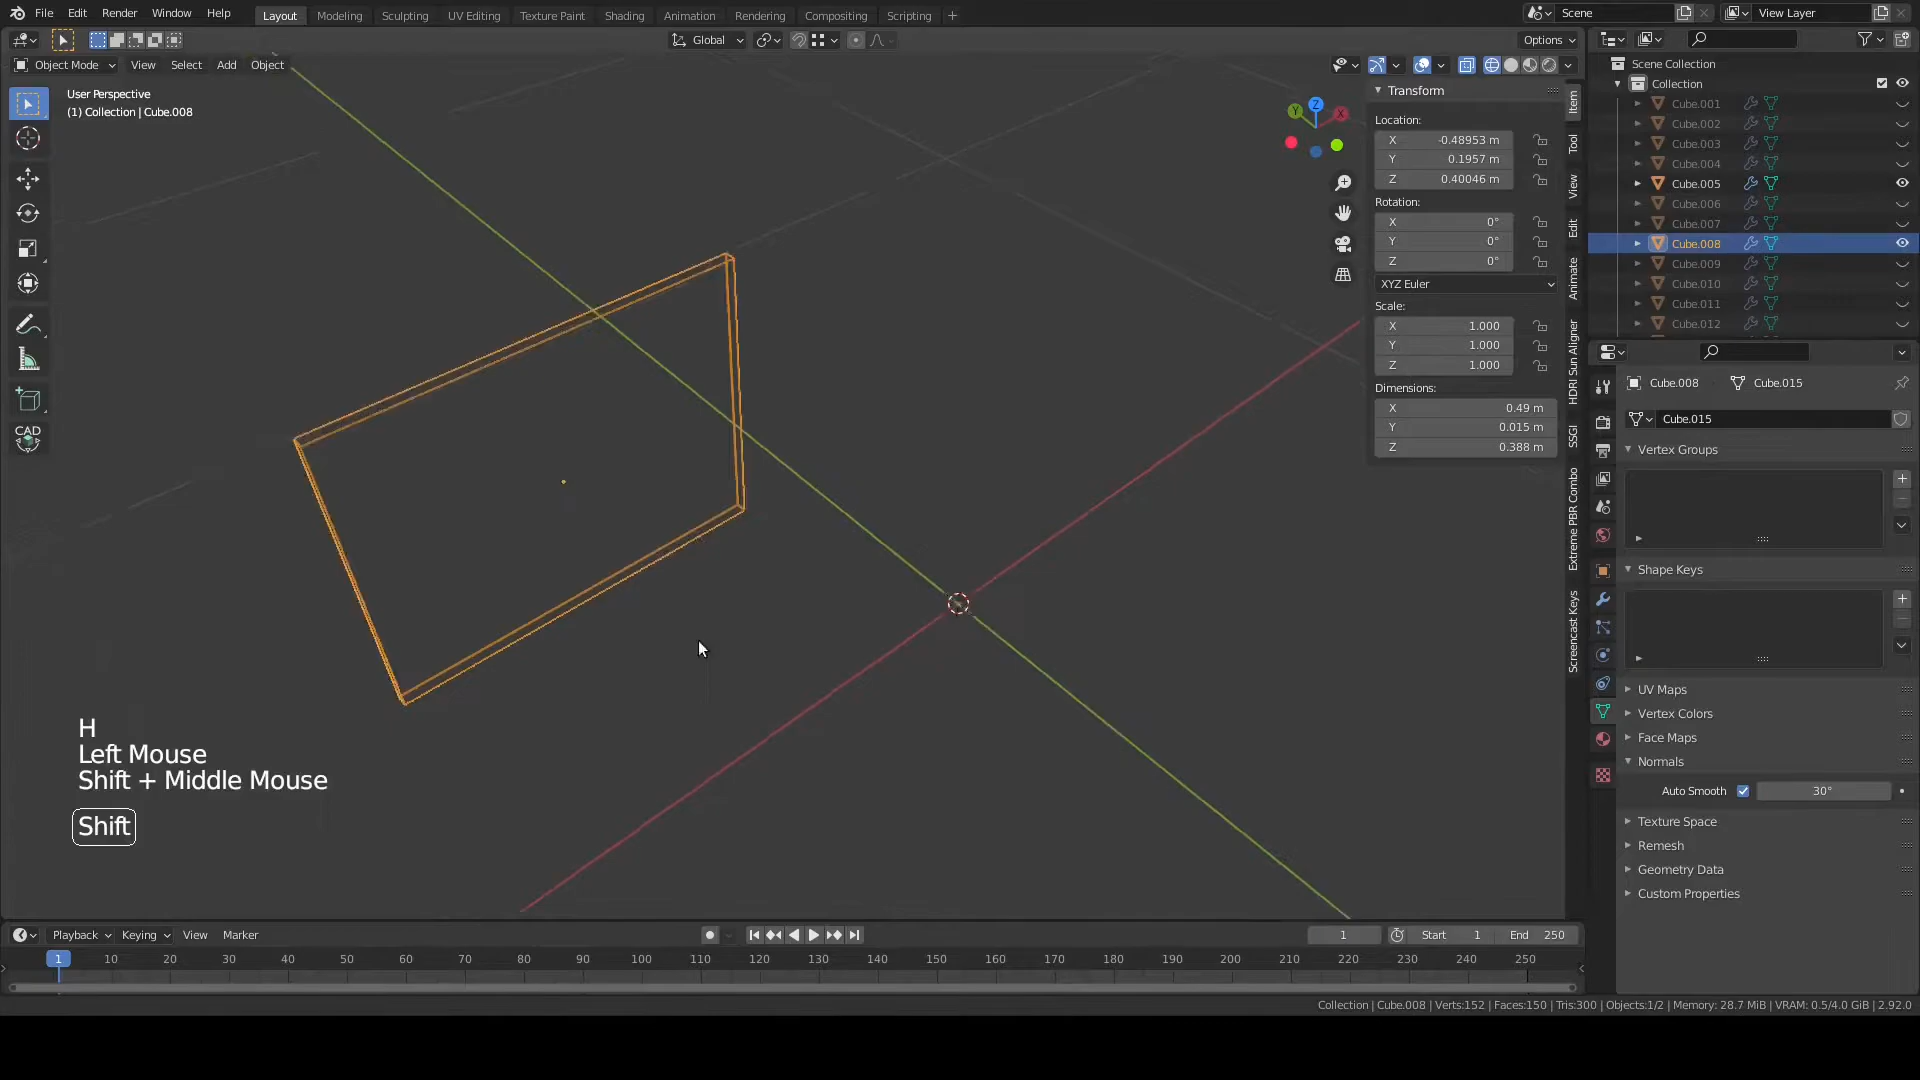 File Edit Render Window Help
Layout Modeling Sculpting UV Editing Texture Paint Shading Animation Rendering Compositing Scripting +
Scene
View Layer
Global
Options
Object Mode View Select Add Object
User Perspective
(1) Collection | Cube.008
CAD
Z
Y
X
Transform
Location:
X -0.48953 m
Y 0.1957 m
Z 0.40046 m
Rotation:
X 0°
Y 0°
Z 0°
XYZ Euler
Scale:
X 1.000
Y 1.000
Z 1.000
Dimensions:
X 0.49 m
Y 0.015 m
Z 0.388 m
Item
Tool
View
Edit
Animate
HDRI Sun Aligner
SSGI
Extreme PBR Combo
Screencast Keys
Scene Collection
Collection
Cube.001
Cube.002
Cube.003
Cube.004
Cube.005
Cube.006
Cube.007
Cube.008
Cube.009
Cube.010
Cube.011
Cube.012
Cube.008 Cube.015
Cube.015
Vertex Groups
Shape Keys
UV Maps
Vertex Colors
Face Maps
Normals
Auto Smooth 30°
Texture Space
Remesh
Geometry Data
Custom Properties
H
Left Mouse
Shift + Middle Mouse
Shift
Playback Keying View Marker
1 Start 1 End 250
1 10 20 30 40 50 60 70 80 90 100 110 120 130 140 150 160 170 180 190 200 210 220 230 240 250
Collection | Cube.008 | Verts:152 | Faces:150 | Tris:300 | Objects:1/2 | Memory: 28.7 MiB | VRAM: 0.5/4.0 GiB | 2.92.0